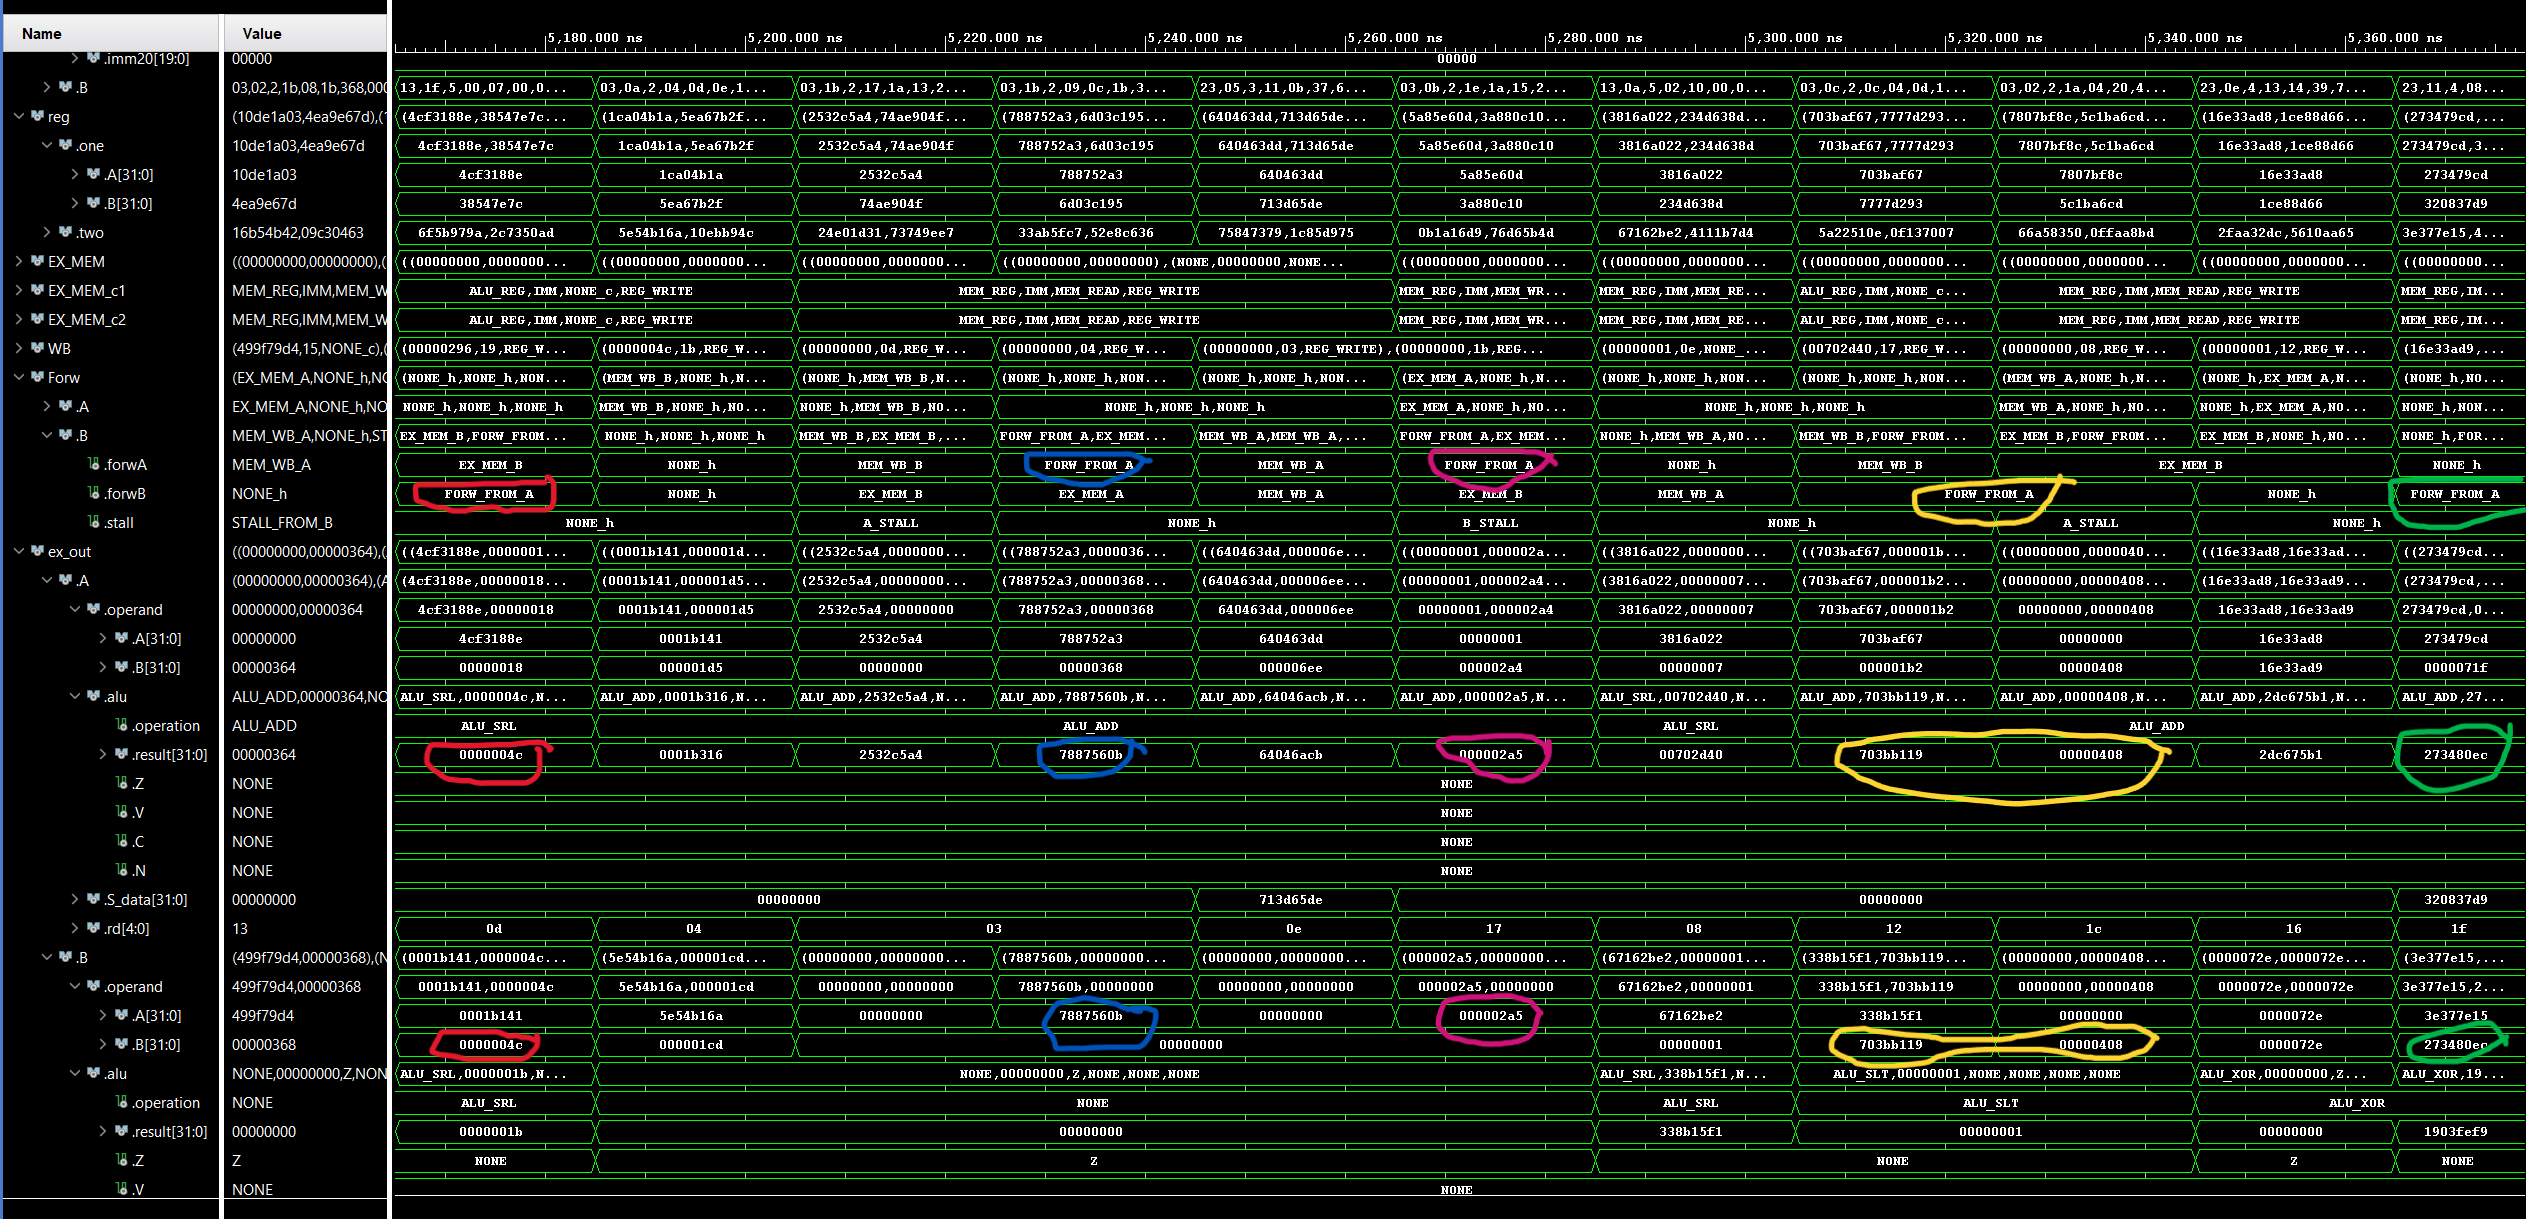 Name Value 5,180.000 ns 5,200.000 ns 5,220.000 ns 5,240.000 ns 5,260.000 ns 5,280.000 ns 5,300.000 ns 5,320.000 ns 5,340.000 ns 5,360.000 ns
.imm20[19:0] 00000 00000
.B 03,02,2,1b,08,1b,368,000 13,1f,5,00,07,00,0... 03,0a,2,04,0d,0e,1... 03,1b,2,17,1a,13,2... 03,1b,2,09,0c,1b,3... 23,05,3,11,0b,37,6... 03,0b,2,1e,1a,15,2... 13,0a,5,02,10,00,0... 03,0c,2,0c,04,0d,1... 03,02,2,1a,04,20,4... 23,0e,4,13,14,39,7... 23,11,4,08...
reg (10de1a03,4ea9e67d),( (4cf3188e,38547e7c... (1ca04b1a,5ea67b2f... (2532c5a4,74ae904f... (788752a3,6d03c195... (640463dd,713d65de... (5a85e60d,3a880c10... (3816a022,234d638d... (703baf67,7777d293... (7807bf8c,5c1ba6cd... (16e33ad8,1ce88d66... (273479cd,...
.one 10de1a03,4ea9e67d 4cf3188e,38547e7c 1ca04b1a,5ea67b2f 2532c5a4,74ae904f 788752a3,6d03c195 640463dd,713d65de 5a85e60d,3a880c10 3816a022,234d638d 703baf67,7777d293 7807bf8c,5c1ba6cd 16e33ad8,1ce88d66 273479cd,3...
.A[31:0] 10de1a03 4cf3188e 1ca04b1a 2532c5a4 788752a3 640463dd 5a85e60d 3816a022 703baf67 7807bf8c 16e33ad8 273479cd
.B[31:0] 4ea9e67d 38547e7c 5ea67b2f 74ae904f 6d03c195 713d65de 3a880c10 234d638d 7777d293 5c1ba6cd 1ce88d66 320837d9
.two 16b54b42,09c30463 6f5b979a,2c7350ad 5e54b16a,10ebb94c 24e01d31,73749ee7 33ab5fc7,52e8c636 75847379,1c85d975 0b1a16d9,76d65b4d 67162be2,4111b7d4 5a22510e,0f137007 66a58350,0ffaa8bd 2faa32dc,5610aa65 3e377e15,4...
EX_MEM ((00000000,00000000),( ((00000000,0000000... ((00000000,0000000... ((00000000,0000000... ((00000000,00000000),(NONE,00000000,NONE... ((00000000,0000000... ((00000000,0000000... ((00000000,0000000... ((00000000,0000000... ((00000000,0000000... ((00000000...
EX_MEM_c1 MEM_REG,IMM,MEM_W ALU_REG,IMM,NONE_c,REG_WRITE MEM_REG,IMM,MEM_READ,REG_WRITE MEM_REG,IMM,MEM_WR... MEM_REG,IMM,MEM_RE... ALU_REG,IMM,NONE_c... MEM_REG,IMM,MEM_READ,REG_WRITE MEM_REG,IM...
EX_MEM_c2 MEM_REG,IMM,MEM_W ALU_REG,IMM,NONE_c,REG_WRITE MEM_REG,IMM,MEM_READ,REG_WRITE MEM_REG,IMM,MEM_WR... MEM_REG,IMM,MEM_RE... ALU_REG,IMM,NONE_c... MEM_REG,IMM,MEM_READ,REG_WRITE MEM_REG,IM...
WB (499f79d4,15,NONE_c),( (00000296,19,REG_W... (0000004c,1b,REG_W... (00000000,0d,REG_W... (00000000,04,REG_W... (00000000,03,REG_WRITE),(00000000,1b,REG... (00000001,0e,NONE_... (00702d40,17,REG_W... (00000000,08,REG_W... (00000001,12,REG_W... (16e33ad9,...
Forw (EX_MEM_A,NONE_h,NC (NONE_h,NONE_h,NON... (MEM_WB_B,NONE_h,N... (NONE_h,MEM_WB_B,N... (NONE_h,NONE_h,NON... (NONE_h,NONE_h,NON... (EX_MEM_A,NONE_h,N... (NONE_h,NONE_h,NON... (NONE_h,NONE_h,NON... (MEM_WB_A,NONE_h,N... (NONE_h,EX_MEM_A,N... (NONE_h,NO...
.A EX_MEM_A,NONE_h,NO NONE_h,NONE_h,NONE_h MEM_WB_B,NONE_h,NO... NONE_h,MEM_WB_B,NO... NONE_h,NONE_h,NONE_h EX_MEM_A,NONE_h,NO... NONE_h,NONE_h,NONE_h MEM_WB_A,NONE_h,NO... NONE_h,EX_MEM_A,NO... NONE_h,NON...
.B MEM_WB_A,NONE_h,ST EX_MEM_B,FORW_FROM... NONE_h,NONE_h,NONE_h MEM_WB_B,EX_MEM_B,... FORW_FROM_A,EX_MEM... MEM_WB_A,MEM_WB_A,... FORW_FROM_A,EX_MEM... NONE_h,MEM_WB_A,NO... MEM_WB_B,FORW_FROM... EX_MEM_B,FORW_FROM... EX_MEM_B,NONE_h,NO... NONE_h,FOR...
.forwA MEM_WB_A EX_MEM_B NONE_h MEM_WB_B FORW_FROM_A MEM_WB_A FORW_FROM_A NONE_h MEM_WB_B EX_MEM_B NONE_h
.forwB NONE_h FORW_FROM_A NONE_h EX_MEM_B EX_MEM_A MEM_WB_A EX_MEM_B MEM_WB_A FORW_FROM_A NONE_h FORW_FROM_A
.stall STALL_FROM_B NONE_h A_STALL NONE_h B_STALL NONE_h A_STALL NONE_h
ex_out ((00000000,00000364),( ((4cf3188e,0000001... ((0001b141,000001d... ((2532c5a4,0000000... ((788752a3,0000036... ((640463dd,000006e... ((00000001,000002a... ((3816a022,0000000... ((703baf67,000001b... ((00000000,0000040... ((16e33ad8,16e33ad... ((273479cd...
.A (00000000,00000364),(A (4cf3188e,00000018... (0001b141,000001d5... (2532c5a4,00000000... (788752a3,00000368... (640463dd,000006ee... (00000001,000002a4... (3816a022,00000007... (703baf67,000001b2... (00000000,00000408... (16e33ad8,16e33ad9... (273479cd,...
.operand 00000000,00000364 4cf3188e,00000018 0001b141,000001d5 2532c5a4,00000000 788752a3,00000368 640463dd,000006ee 00000001,000002a4 3816a022,00000007 703baf67,000001b2 00000000,00000408 16e33ad8,16e33ad9 273479cd,0...
.A[31:0] 00000000 4cf3188e 0001b141 2532c5a4 788752a3 640463dd 00000001 3816a022 703baf67 00000000 16e33ad8 273479cd
.B[31:0] 00000364 00000018 000001d5 00000000 00000368 000006ee 000002a4 00000007 000001b2 00000408 16e33ad9 0000071f
.alu ALU_ADD,00000364,NO ALU_SRL,0000004c,N... ALU_ADD,0001b316,N... ALU_ADD,2532c5a4,N... ALU_ADD,7887560b,N... ALU_ADD,64046acb,N... ALU_ADD,000002a5,N... ALU_SRL,00702d40,N... ALU_ADD,703bb119,N... ALU_ADD,00000408,N... ALU_ADD,2dc675b1,N... ALU_ADD,27...
.operation ALU_ADD ALU_SRL ALU_ADD ALU_SRL ALU_ADD
.result[31:0] 00000364 0000004c 0001b316 2532c5a4 7887560b 64046acb 000002a5 00702d40 703bb119 00000408 2dc675b1 273480ec
.Z NONE NONE
.V NONE NONE
.C NONE NONE
.N NONE NONE
.S_data[31:0] 00000000 00000000 713d65de 00000000 320837d9
.rd[4:0] 13 0d 04 03 0e 17 08 12 1c 16 1f
.B (499f79d4,00000368),(N (0001b141,0000004c... (5e54b16a,000001cd... (00000000,00000000... (7887560b,00000000... (00000000,00000000... (000002a5,00000000... (67162be2,00000001... (338b15f1,703bb119... (00000000,00000408... (0000072e,0000072e... (3e377e15,...
.operand 499f79d4,00000368 0001b141,0000004c 5e54b16a,000001cd 00000000,00000000 7887560b,00000000 00000000,00000000 000002a5,00000000 67162be2,00000001 338b15f1,703bb119 00000000,00000408 0000072e,0000072e 3e377e15,2...
.A[31:0] 499f79d4 0001b141 5e54b16a 00000000 7887560b 00000000 000002a5 67162be2 338b15f1 00000000 0000072e 3e377e15
.B[31:0] 00000368 0000004c 000001cd 00000000 00000001 703bb119 00000408 0000072e 273480ec
.alu NONE,00000000,Z,NON ALU_SRL,0000001b,N... NONE,00000000,Z,NONE,NONE,NONE ALU_SRL,338b15f1,N... ALU_SLT,00000001,NONE,NONE,NONE,NONE ALU_XOR,00000000,Z... ALU_XOR,19...
.operation NONE ALU_SRL NONE ALU_SRL ALU_SLT ALU_XOR
.result[31:0] 00000000 0000001b 00000000 338b15f1 00000001 00000000 1903fef9
.Z Z NONE Z NONE Z NONE
.V NONE NONE